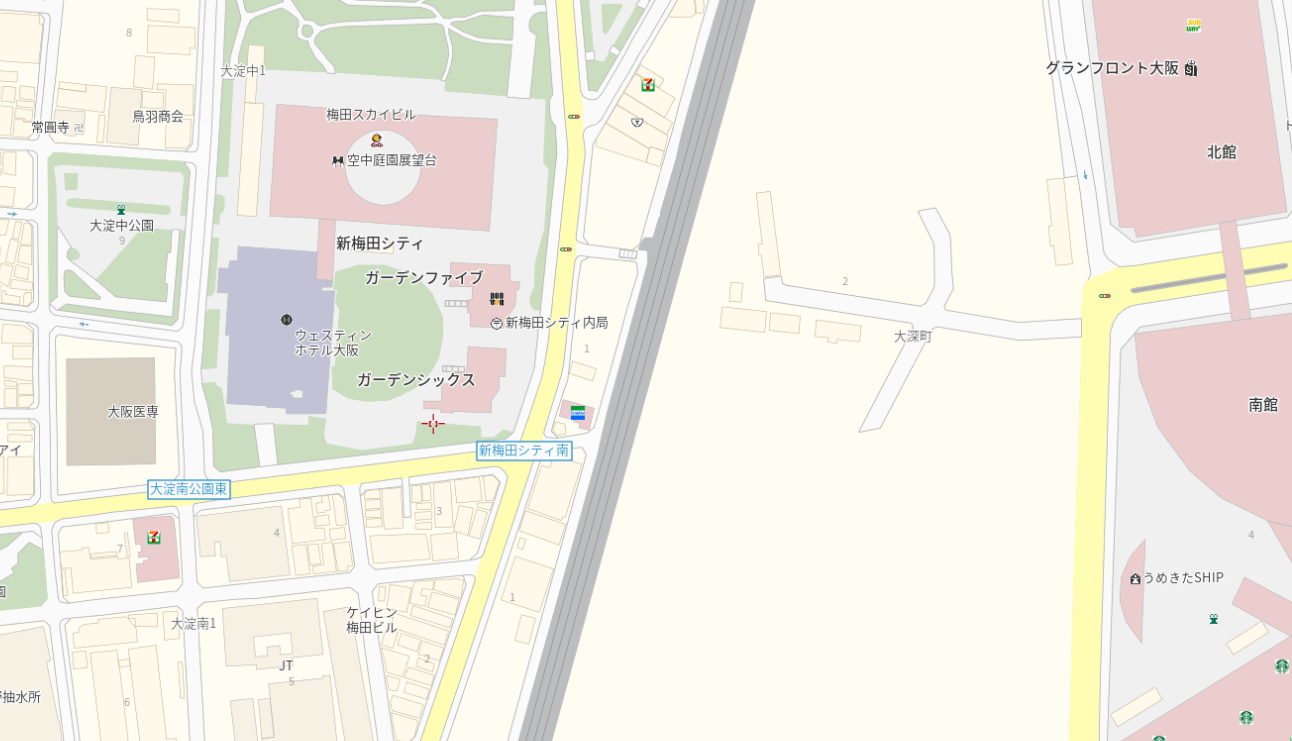 8
大淀中1
鳥羽商会
常圓寺
梅田スカイビル
空中庭園展望台
グランフロント大阪
SUB
WAY
北館
7
大淀中公園
9
新梅田シティ
ガーデンファイブ
新梅田シティ内局
ウェスティン
ホテル大阪
ガーデンシックス
1
2
大深町
大阪医専
南館
アイ
新梅田シティ南
大淀南公園東
3
4
7
7
4
うめきたSHIP
園
ケイヒン
梅田ビル
大淀南1
1
2
JT
5
6
抽水所